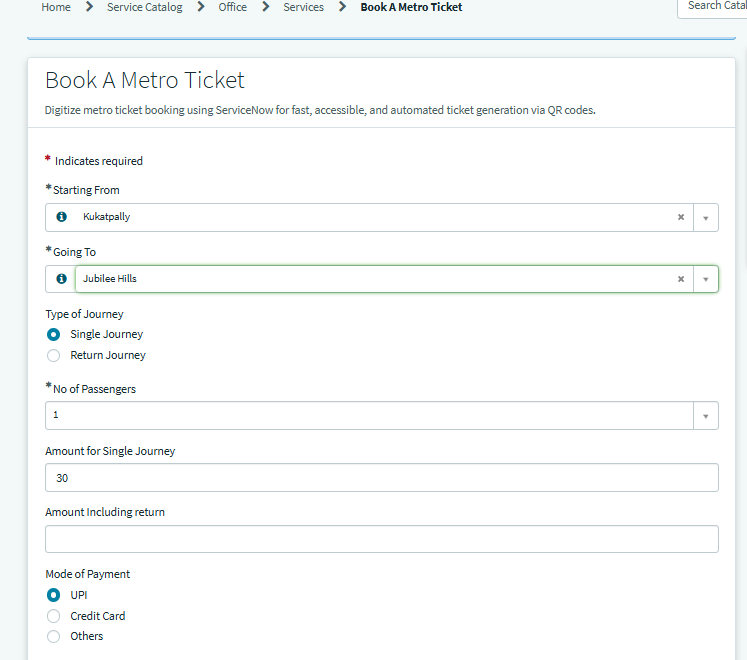 Home > Service Catalog > Office > Services > Book A Metro Ticket
Search Catal
Book A Metro Ticket
Digitize metro ticket booking using ServiceNow for fast, accessible, and automated ticket generation via QR codes.
* Indicates required
*Starting From
Kukatpally
*Going To
Jubilee Hills
Type of Journey
Single Journey
Return Journey
*No of Passengers
1
Amount for Single Journey
30
Amount Including return
Mode of Payment
UPI
Credit Card
Others